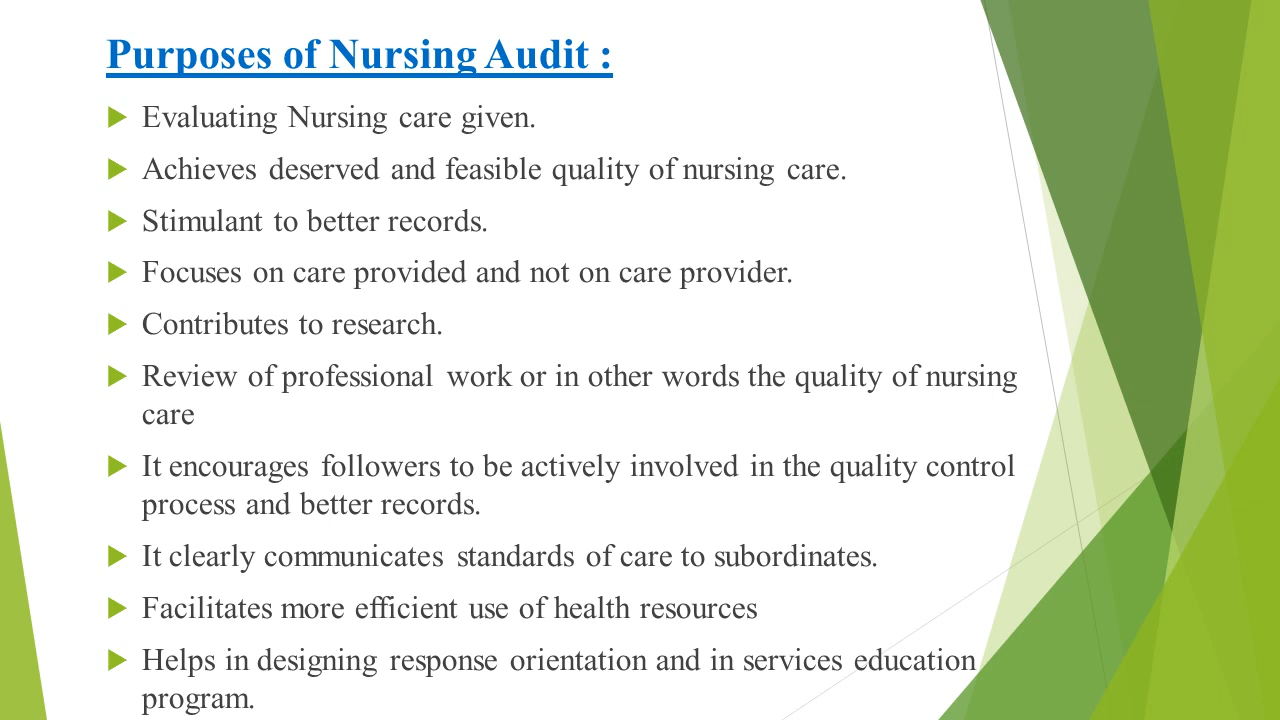 Purposes of Nursing Audit :
Evaluating Nursing care given.
Achieves deserved and feasible quality of nursing care.
Stimulant to better records.
Focuses on care provided and not on care provider.
Contributes to research.
Review of professional work or in other words the quality of nursing
care
It encourages followers to be actively involved in the quality control
process and better records.
It clearly communicates standards of care to subordinates.
Facilitates more efficient use of health resources
Helps in designing response orientation and in services education
program.